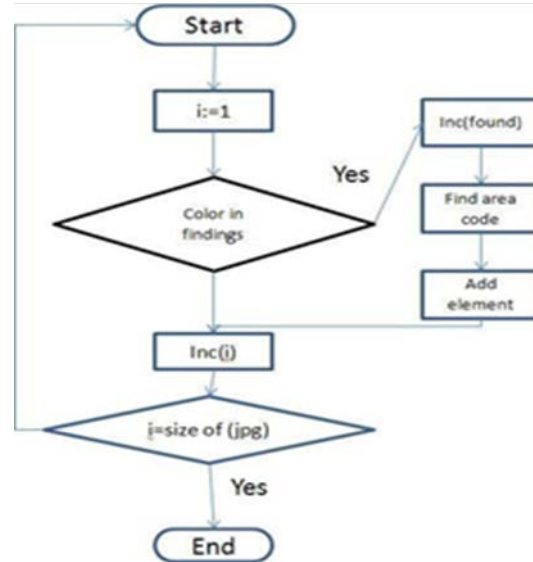 Start
i:=1
Color in
findings
Yes
Inc(found)
Find area
code
Add
element
Inc(i)
i=size of (jpg)
Yes
End